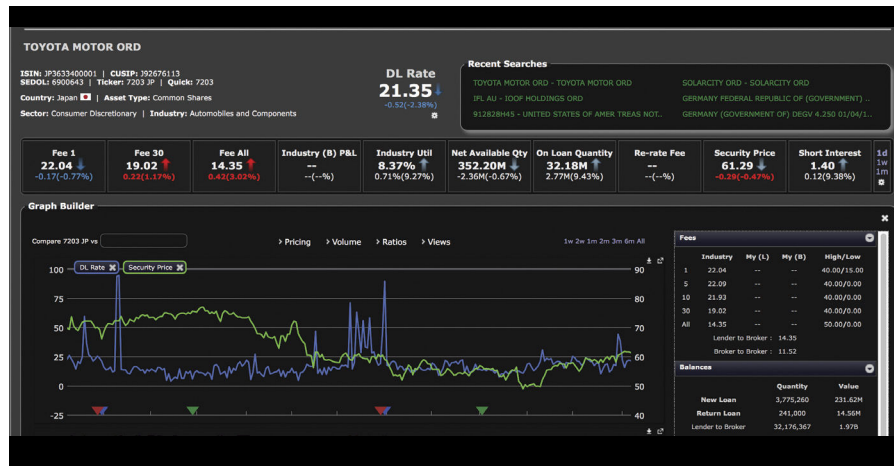 TOYOTA MOTOR ORD
ISIN: JP3633400001 | CUSIP: J92676113
SEDOL: 6900643 | Ticker: 7203 JP | Quick: 7203
Country: Japan | Asset Type: Common Shares
Sector: Consumer Discretionary | Industry: Automobiles and Components
DL Rate
21.35
-0.52(-2.38%)
Recent Searches
TOYOTA MOTOR ORD - TOYOTA MOTOR ORD
SOLARCITY ORD - SOLARCITY ORD
IFL AU - IOOF HOLDINGS ORD
GERMANY FEDERAL REPUBLIC OF (GOVERNMENT) ..
912828H45 - UNITED STATES OF AMER TREAS NOT..
GERMANY (GOVERNMENT OF) DEGV 4.250 01/04/1..
Fee 1
22.04
-0.17(-0.77%)
Fee 30
19.02
0.22(1.17%)
Fee All
14.35
0.42(3.02%)
Industry (B) P&L
--
--(--%)
Industry Util
8.37%
0.71%(9.27%)
Net Available Qty
352.20M
-2.36M(-0.67%)
On Loan Quantity
32.18M
2.77M(9.43%)
Re-rate Fee
--
--(--%)
Security Price
61.29
-0.29(-0.47%)
Short Interest
1.40
0.12(9.38%)
1d
1w
1m
Graph Builder
Compare 7203 JP vs
> Pricing > Volume > Ratios > Views
1w 2w 1m 2m 3m 6m All
DL Rate
Security Price
100
75
50
25
0
-25
90
80
70
60
50
40
Fees
Industry My (L) My (B) High/Low
1 22.04 -- -- 40.00/15.00
5 22.09 -- -- 40.00/0.00
10 21.93 -- -- 40.00/0.00
30 19.02 -- -- 40.00/0.00
All 14.35 -- -- 50.00/0.00
Lender to Broker : 14.35
Broker to Broker : 11.52
Balances
Quantity Value
New Loan 3,775,260 231.62M
Return Loan 241,000 14.56M
Lender to Broker 32,176,367 1.97B